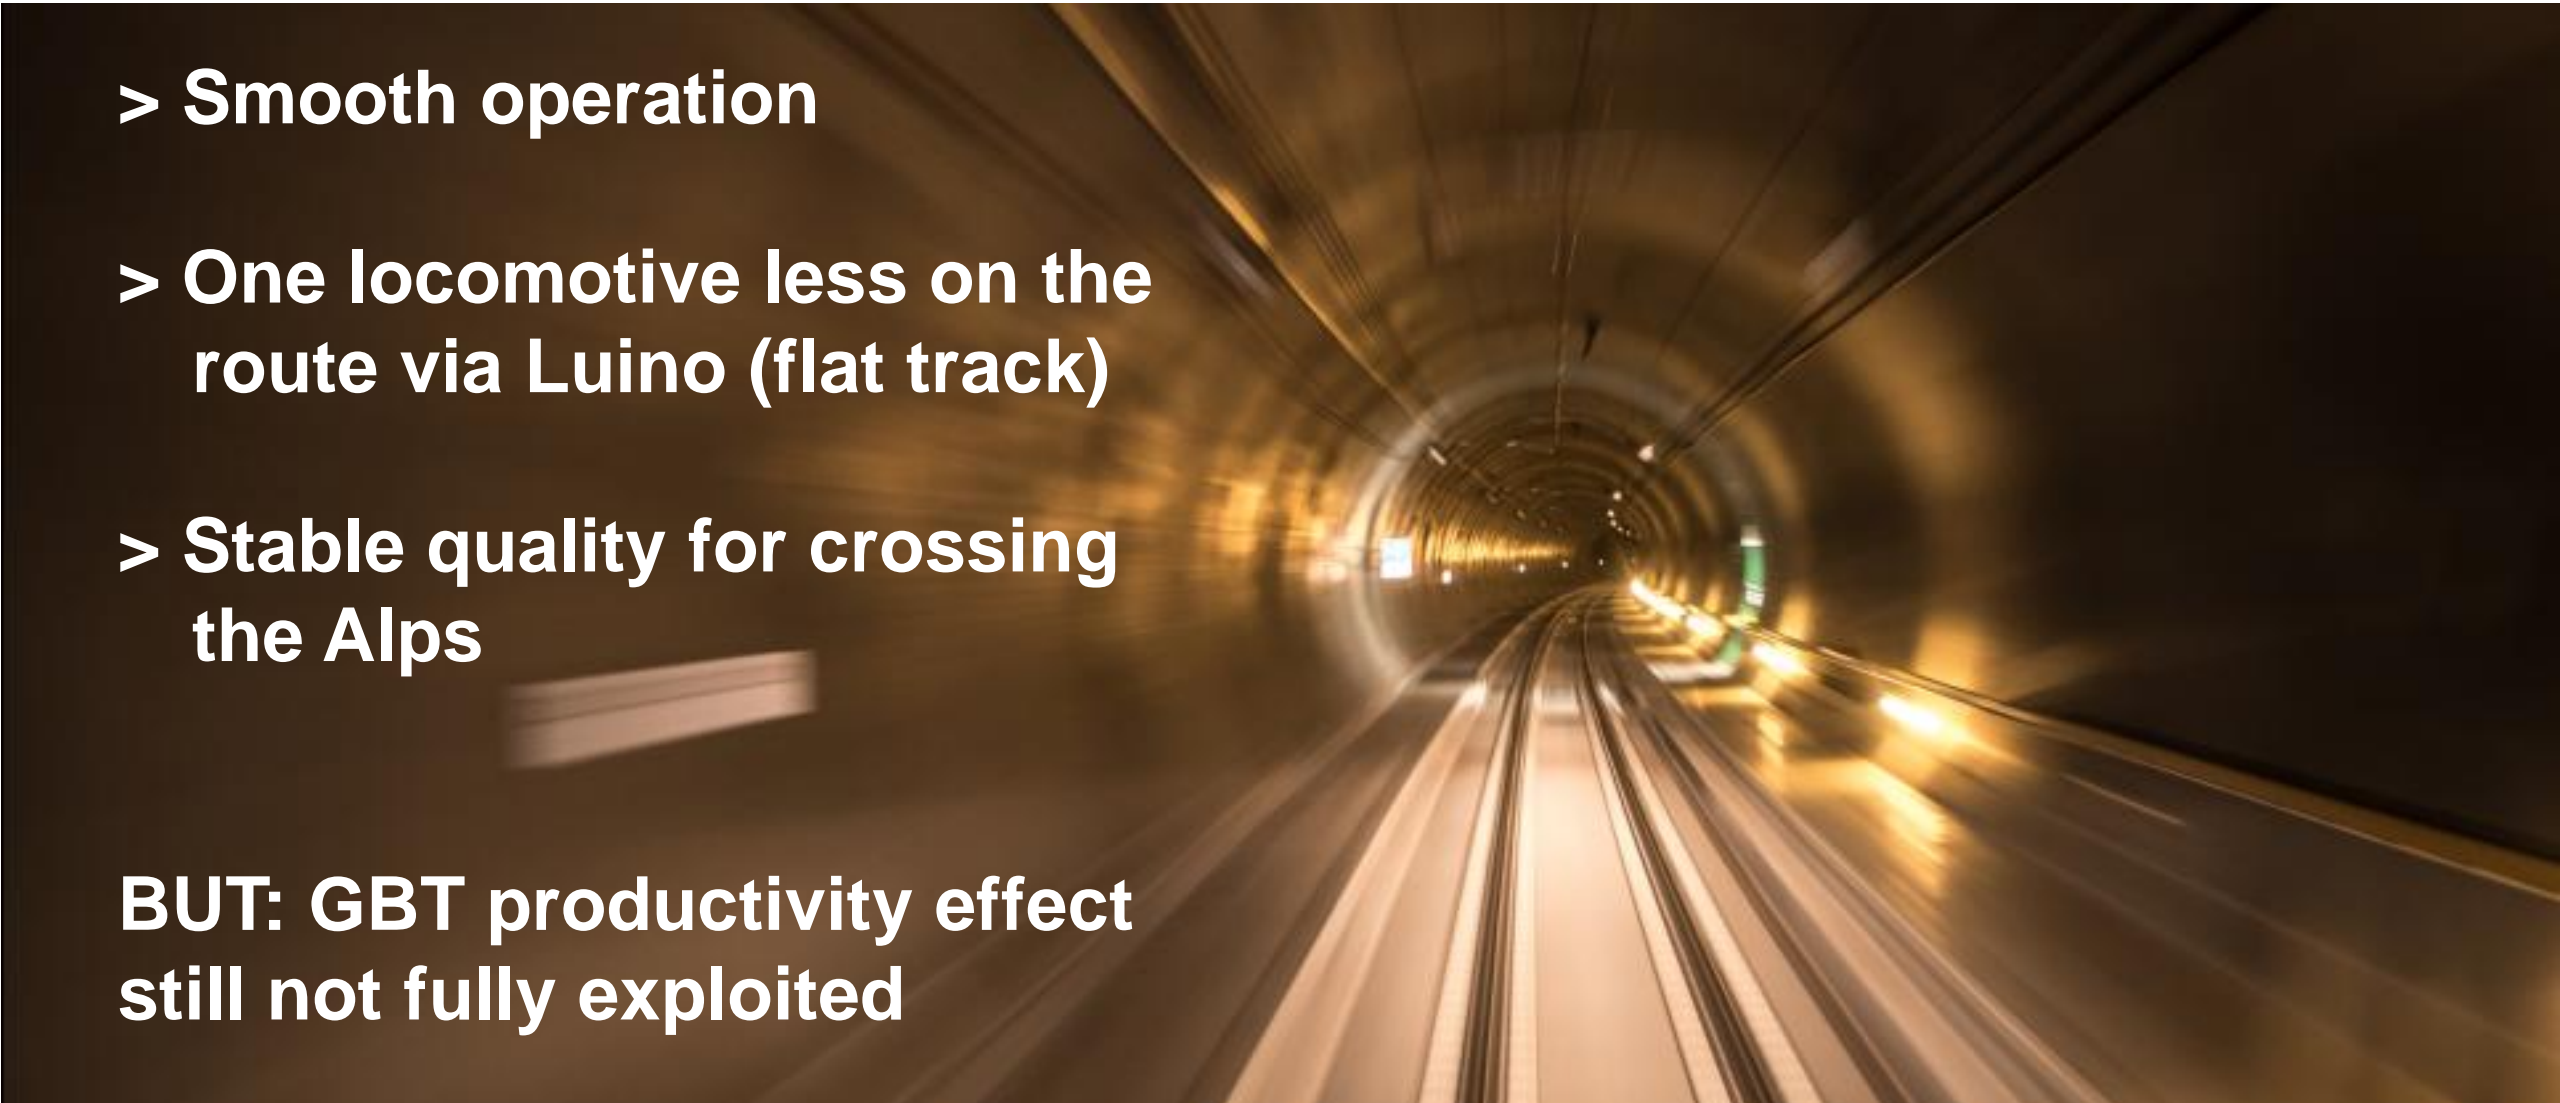 > Smooth operation
> One locomotive less on the
route via Luino (flat track)
> Stable quality for crossing
the Alps
BUT: GBT productivity effect
still not fully exploited